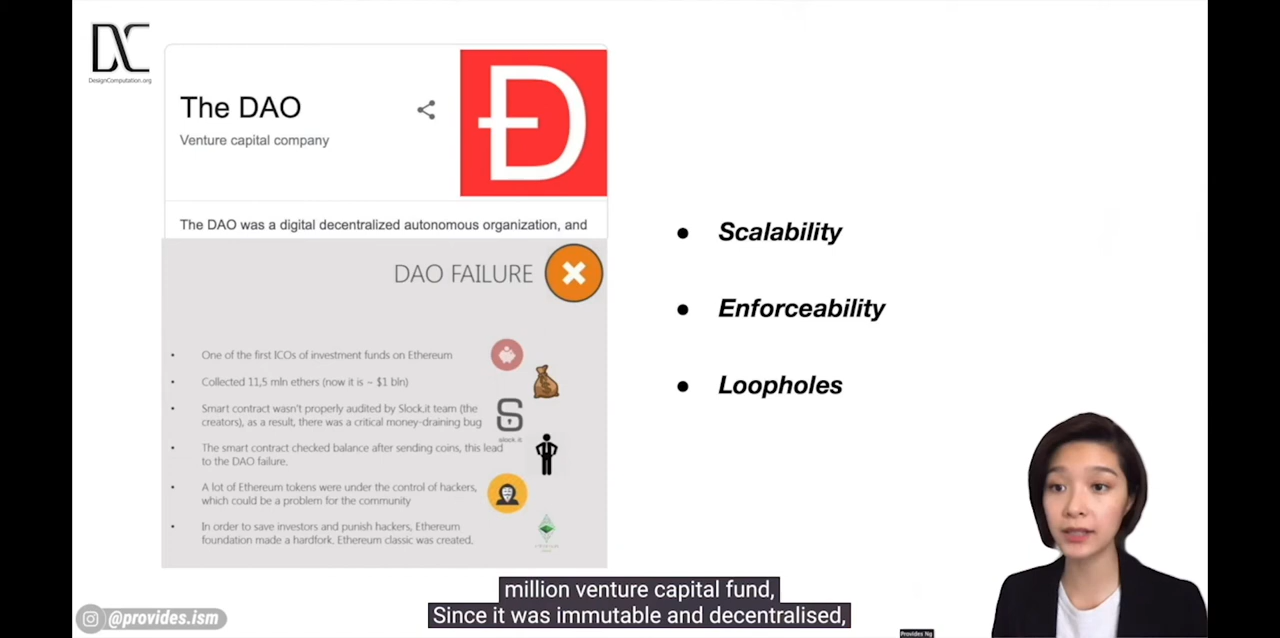 DC
DesignComputation.org
The DAO
Venture capital company
Đ
The DAO was a digital decentralized autonomous organization, and
DAO FAILURE
One of the first ICOs of investment funds on Ethereum
Collected 11,5 mln ethers (now it is ~ $1 bln)
Smart contract wasn't properly audited by Slock.it team (the
creators), as a result, there was a critical money-draining bug
slock.it
The smart contract checked balance after sending coins, this lead
to the DAO failure.
A lot of Ethereum tokens were under the control of hackers,
which could be a problem for the community
In order to save investors and punish hackers, Ethereum
foundation made a hardfork. Ethereum classic was created.
• Scalability
• Enforceability
• Loopholes
million venture capital fund,
Since it was immutable and decentralised,
@provides.ism
Provides Ng